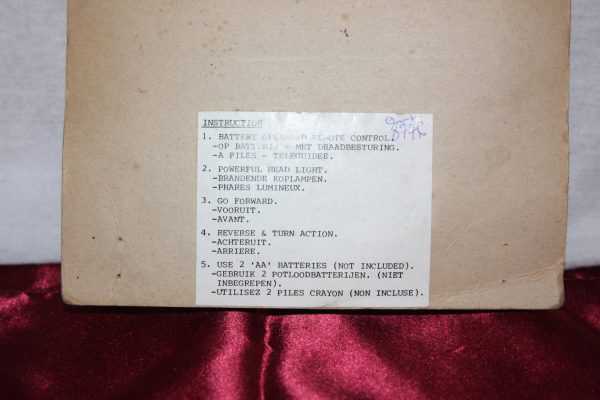 INSTRUCTION
1. BATTERY OPERATED REMOTE CONTROL.
-OP BATTERIJ - MET DRAADBESTURING.
-A PILES - TELEGUIDEE.
2. POWERFUL HEAD LIGHT.
-BRANDENDE KOPLAMPEN.
-PHARES LUMINEUX.
3. GO FORWARD.
-VOORUIT.
-AVANT.
4. REVERSE & TURN ACTION.
-ACHTERUIT.
-ARRIERE.
5. USE 2 'AA' BATTERIES (NOT INCLUDED).
-GEBRUIK 2 POTLOODBATTERIJEN. (NIET
INBEGREPEN).
-UTILISEZ 2 PILES CRAYON (NON INCLUSE).